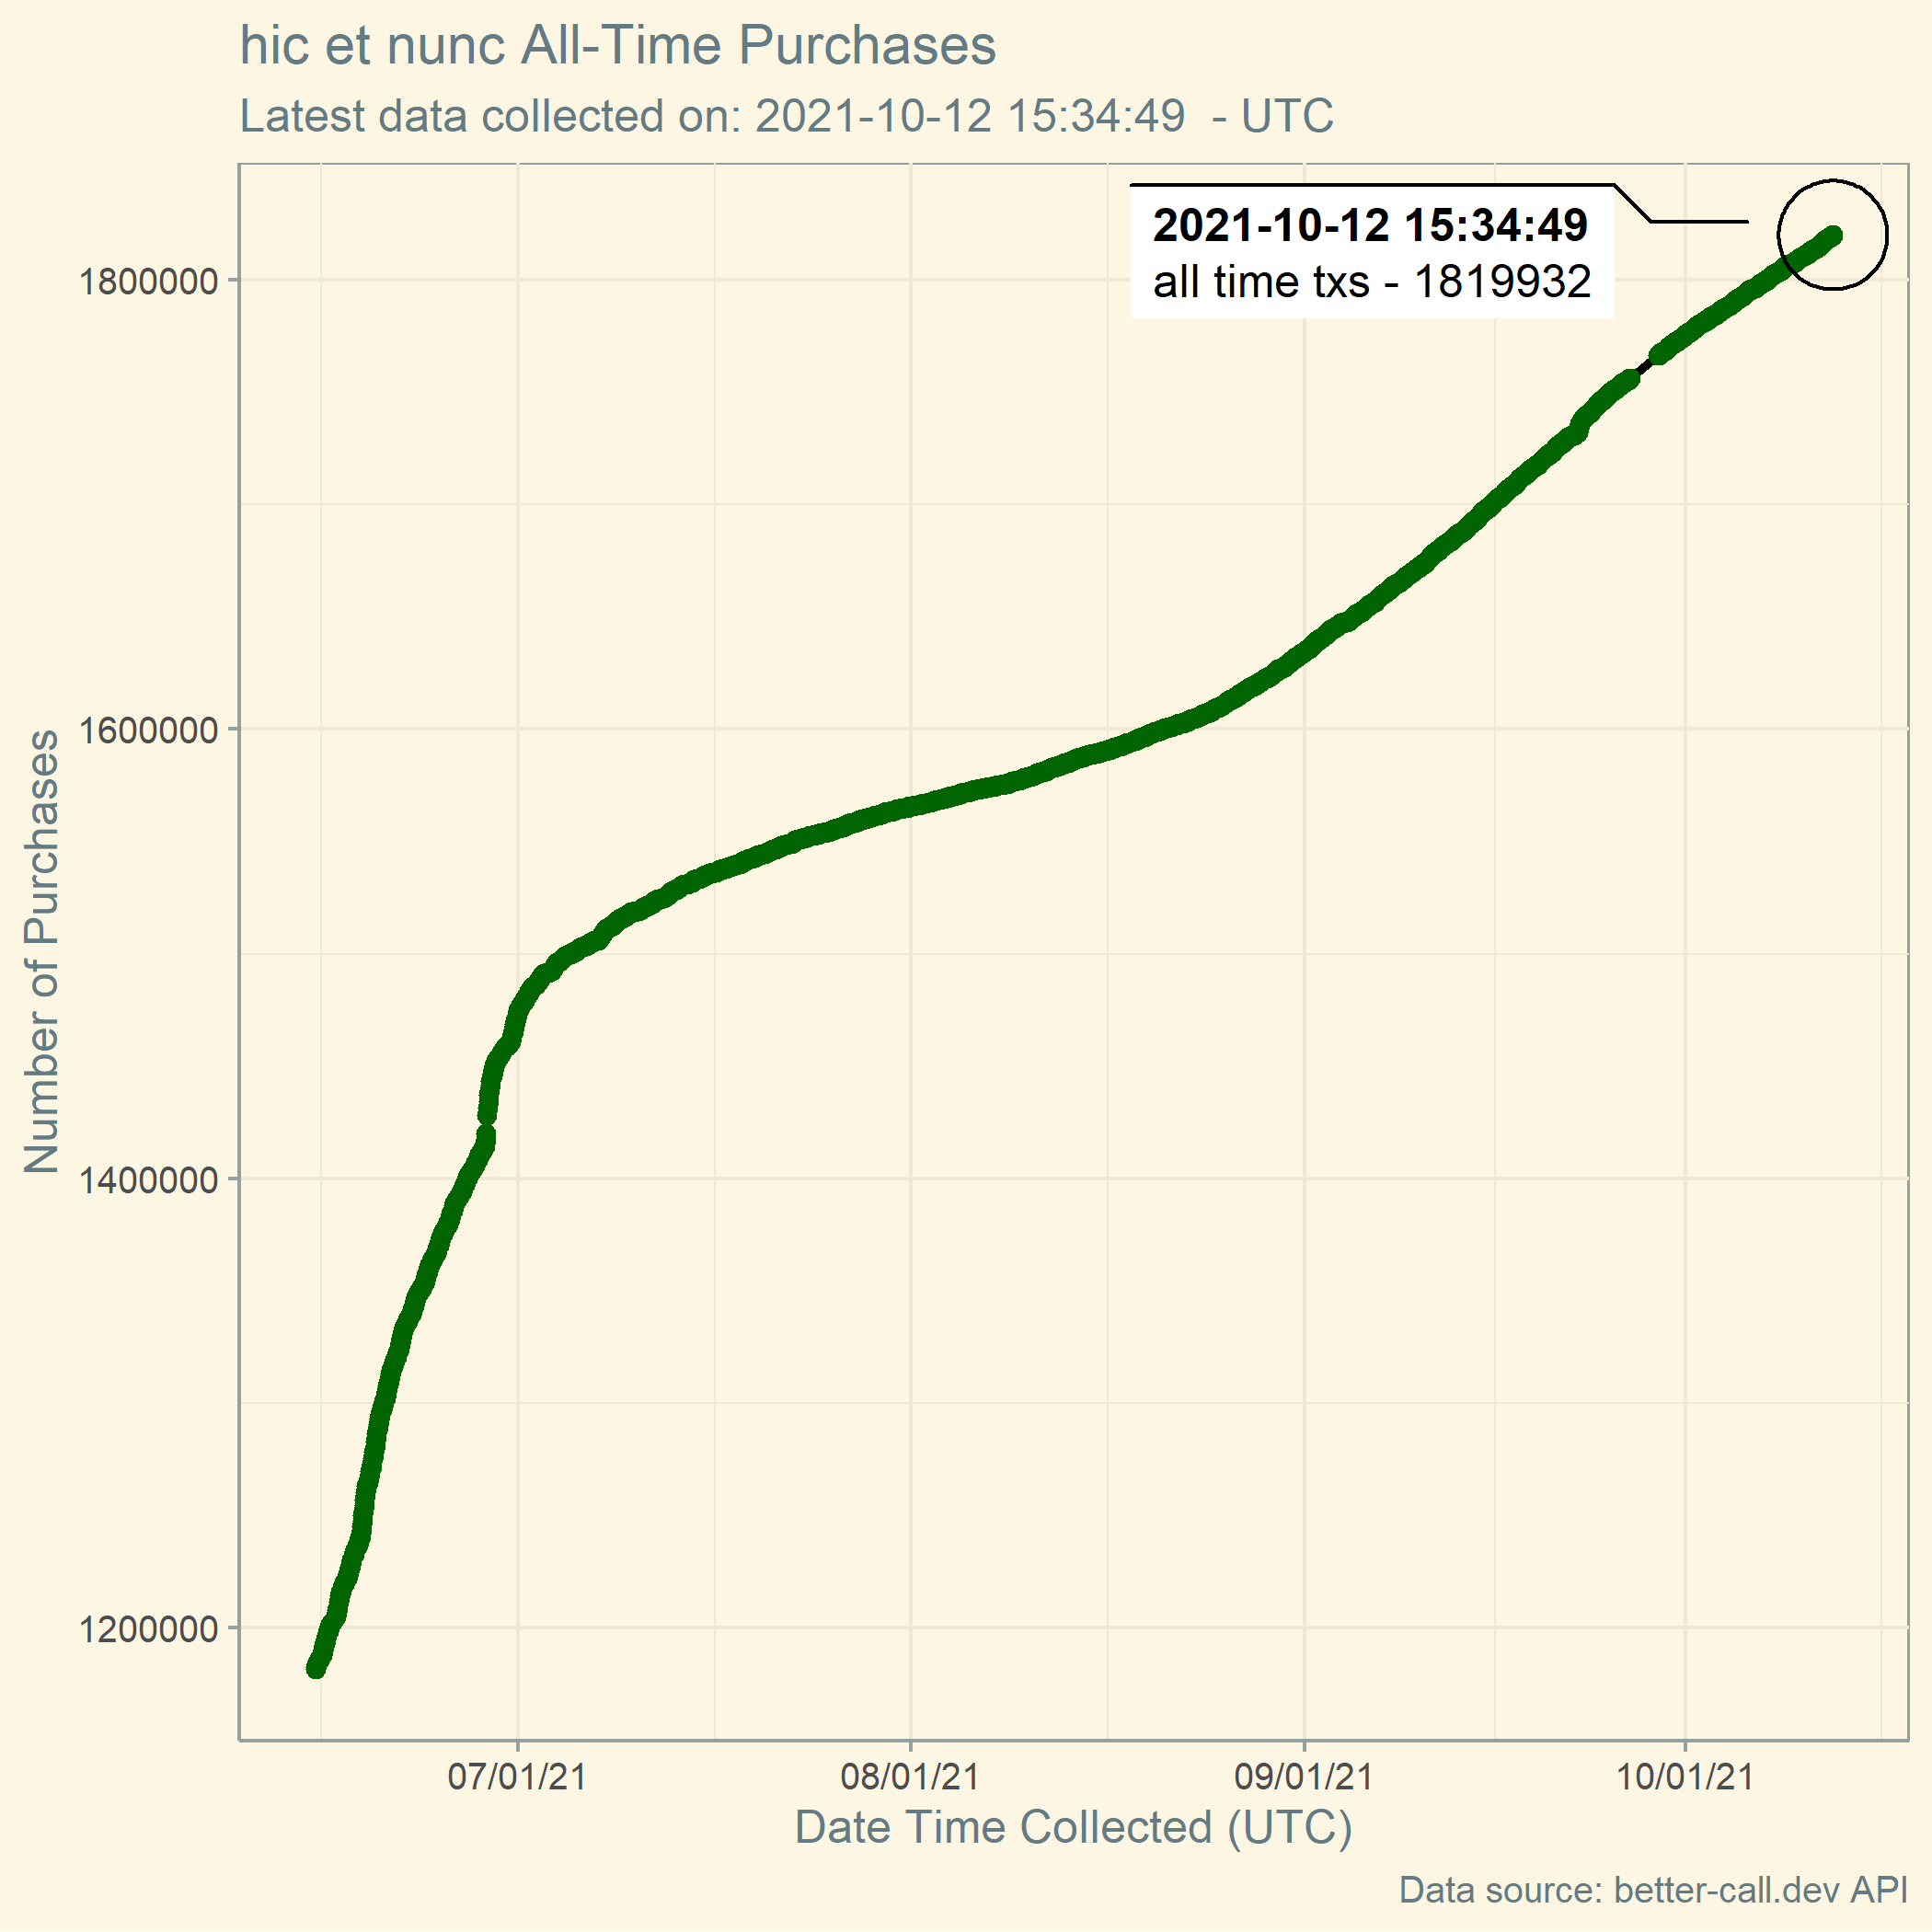 hic et nunc All-Time Purchases
Latest data collected on: 2021-10-12 15:34:49  - UTC
2021-10-12 15:34:49
all time txs - 1819932
1800000
1600000
1400000
1200000
Number of Purchases
07/01/21
08/01/21
09/01/21
10/01/21
Date Time Collected (UTC)
Data source: better-call.dev API